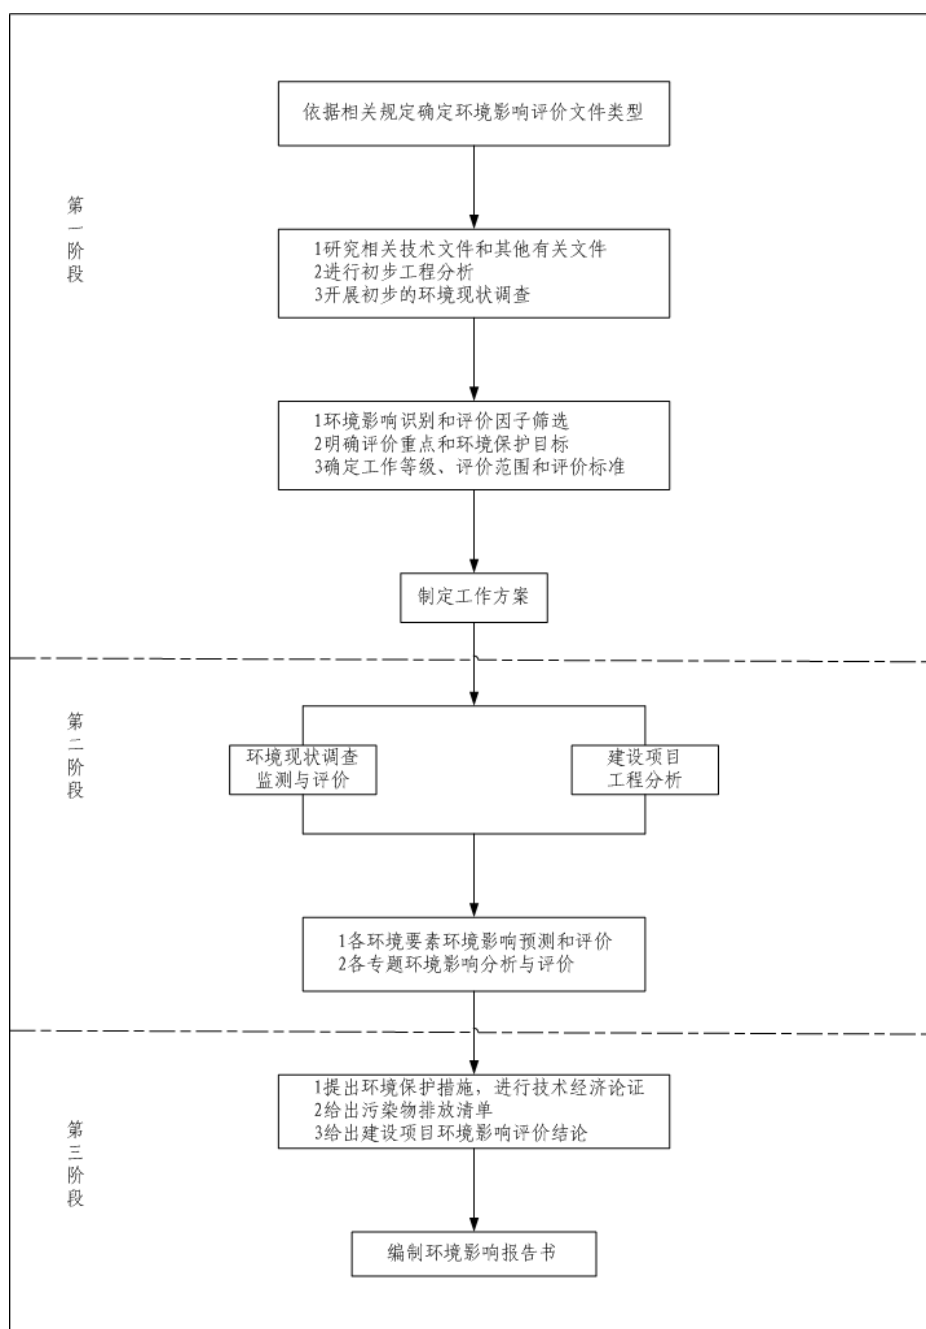 依据相关规定确定环境影响评价文件类型
第一阶段
1研究相关技术文件和其他有关文件
2进行初步工程分析
3开展初步的环境现状调查
1环境影响识别和评价因子筛选
2明确评价重点和环境保护目标
3确定工作等级、评价范围和评价标准
制定工作方案
第二阶段
环境现状调查
监测与评价
建设项目
工程分析
1各环境要素环境影响预测和评价
2各专题环境影响分析与评价
第三阶段
1提出环境保护措施，进行技术经济论证
2给出污染物排放清单
3给出建设项目环境影响评价结论
编制环境影响报告书